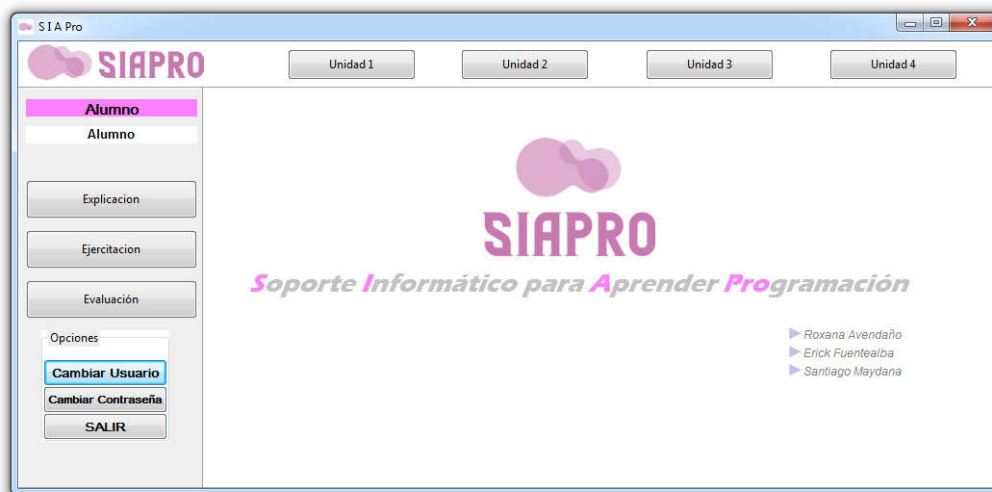 S I A Pro
SIAPRO
Unidad 1
Unidad 2
Unidad 3
Unidad 4
Alumno
Alumno
Explicacion
Ejercitacion
Evaluación
Opciones
Cambiar Usuario
Cambiar Contraseña
SALIR
SIAPRO
Soporte Informático para Aprender Programación
Roxana Avendaño
Erick Fuentealba
Santiago Maydana